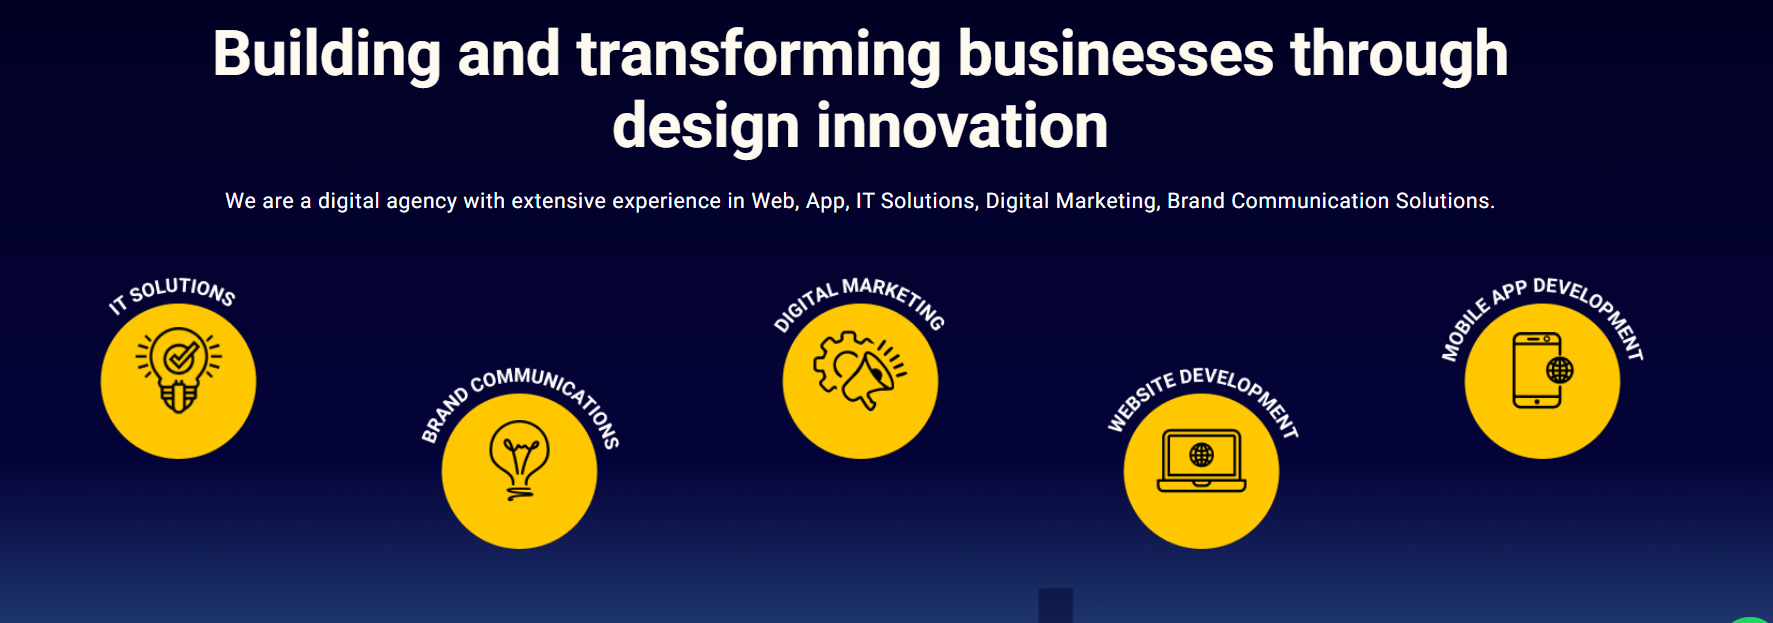 Building and transforming businesses through
design innovation
We are a digital agency with extensive experience in Web, App, IT Solutions, Digital Marketing, Brand Communication Solutions.
IT SOLUTIONS
BRAND COMMUNICATIONS
DIGITAL MARKETING
WEBSITE DEVELOPMENT
MOBILE APP DEVELOPMENT